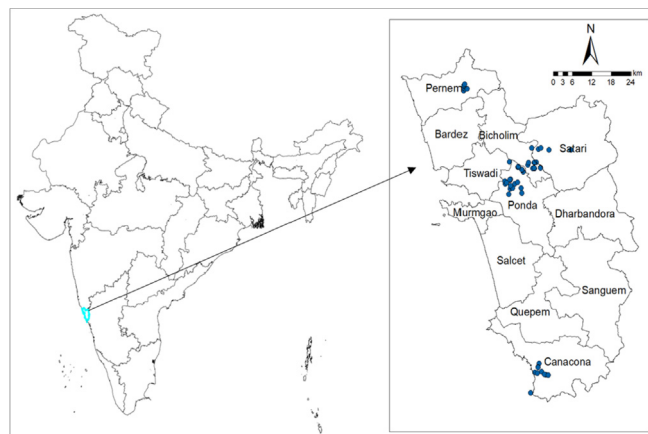 N
km
0 3 6 12 18 24
Pernem
Bardez
Bicholim
Satari
Tiswadi
Ponda
Murmgao
Dharbandora
Salcet
Sanguem
Quepem
Canacona